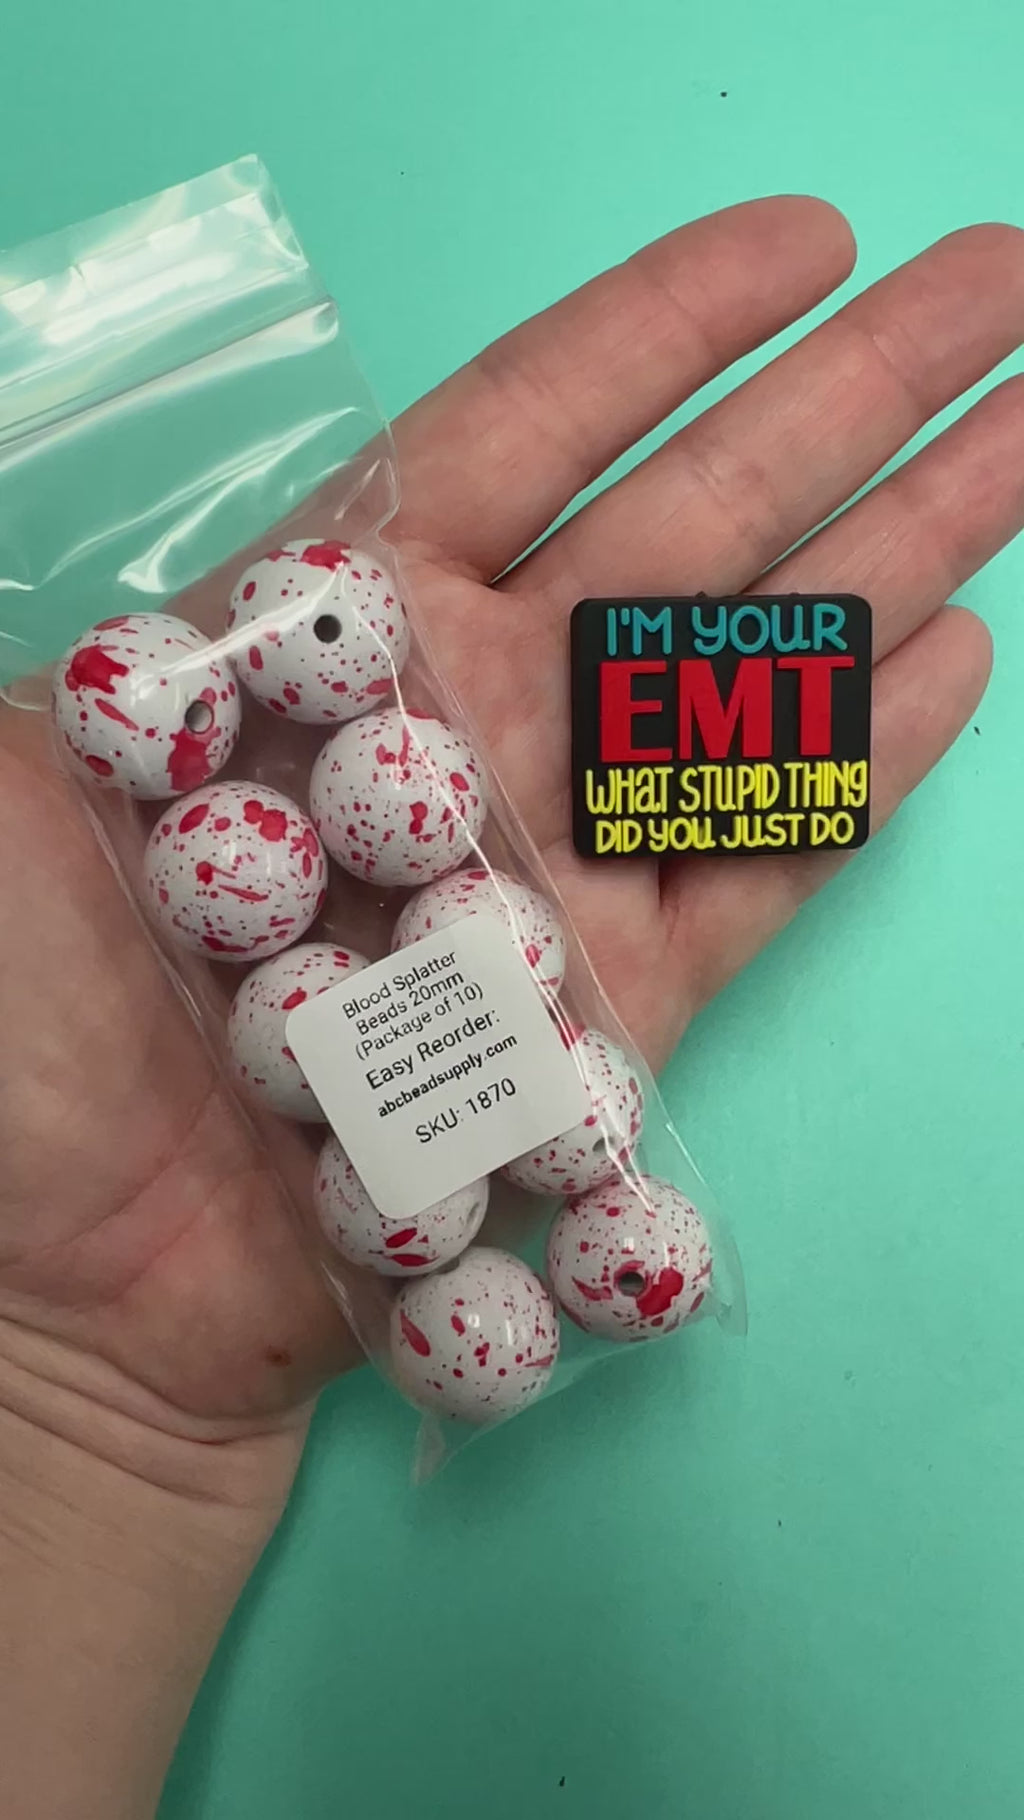 I'M YOUR
EMT
WHAT STUPID THING
DID YOU JUST DO
Blood Splatter
Beads 20mm
(Package of 10)
Easy Reorder:
abcbeadsupply.com
SKU: 1870